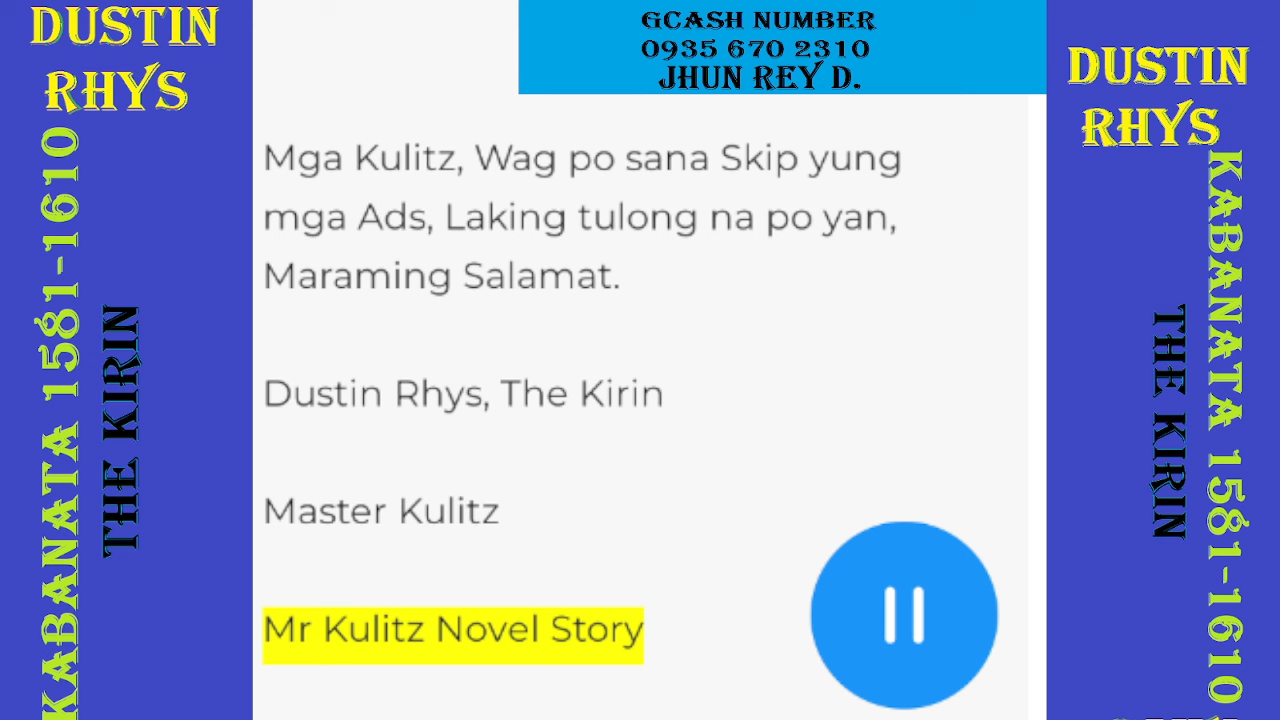 DUSTIN
RHYS
KABANATA 1581-1610
THE KIRIN
GCASH NUMBER
0935 670 2310
JHUN REY D.
Mga Kulitz, Wag po sana Skip yung
mga Ads, Laking tulong na po yan,
Maraming Salamat.
Dustin Rhys, The Kirin
Master Kulitz
Mr Kulitz Novel Story
DUSTIN
RHYS
KABANATA 1581-1610
THE KIRIN